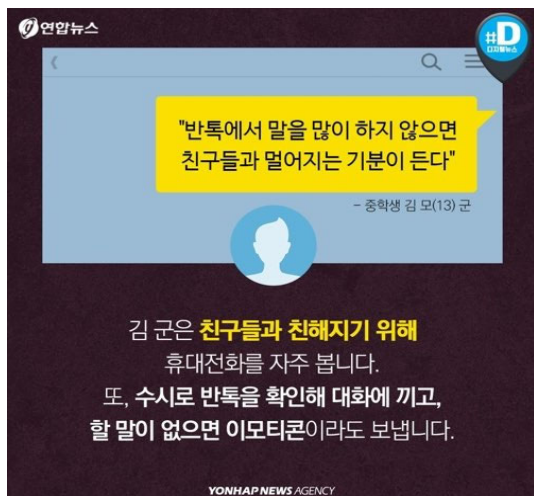 연합뉴스
#D
디지털뉴스
"반톡에서 말을 많이 하지 않으면
친구들과 멀어지는 기분이 든다"
- 중학생 김 모(13) 군
김 군은 친구들과 친해지기 위해
휴대전화를 자주 봅니다.
또, 수시로 반톡을 확인해 대화에 끼고,
할 말이 없으면 이모티콘이라도 보냅니다.
YONHAP NEWS AGENCY